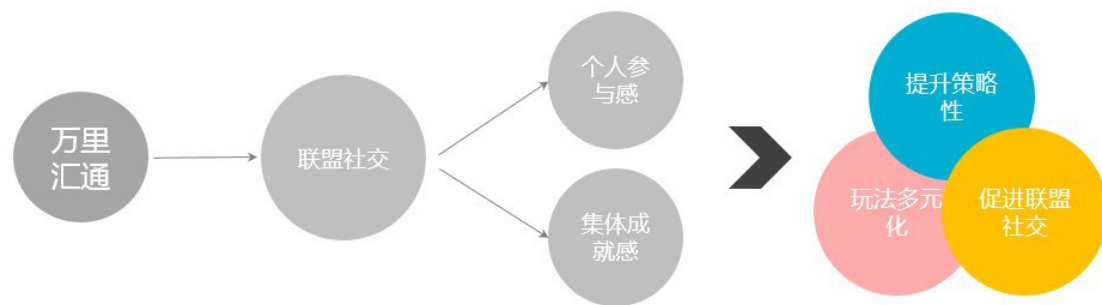 万里
汇通
联盟社交
个人参
与感
集体成
就感
提升策略
性
玩法多元
化
促进联盟
社交